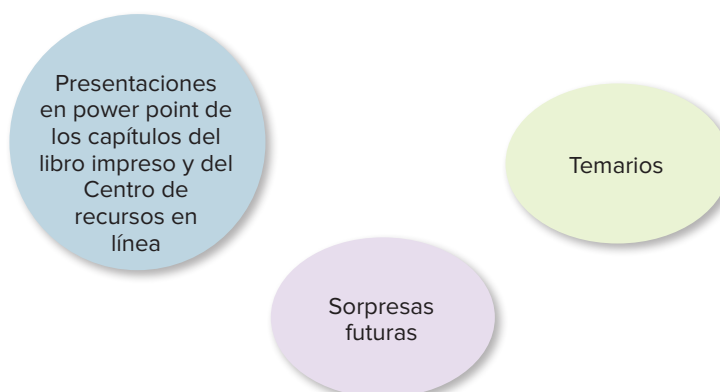 Presentaciones
en power point de
los capítulos del
libro impreso y del
Centro de
recursos en
línea
Temarios
Sorpresas
futuras